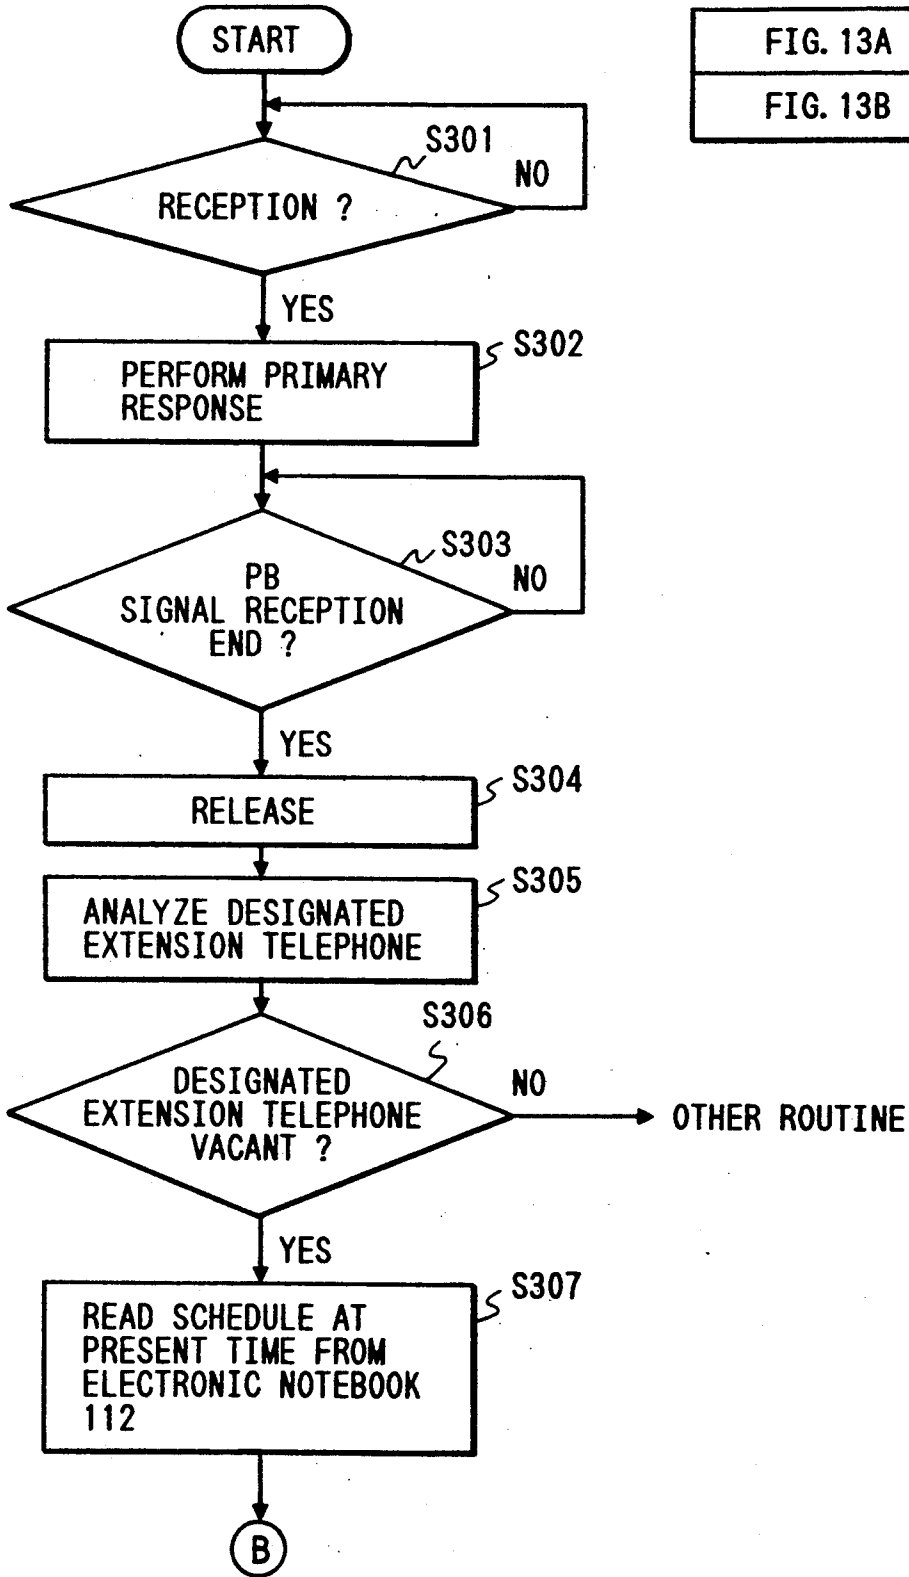 START
FIG. 13A
FIG. 13B
S301
NO
RECEPTION ?
YES
S302
PERFORM PRIMARY
RESPONSE
S303
NO
PB
SIGNAL RECEPTION
END ?
YES
S304
RELEASE
S305
ANALYZE DESIGNATED
EXTENSION TELEPHONE
S306
NO
DESIGNATED
EXTENSION TELEPHONE
VACANT ?
OTHER ROUTINE
YES
S307
READ SCHEDULE AT
PRESENT TIME FROM
ELECTRONIC NOTEBOOK
112
B